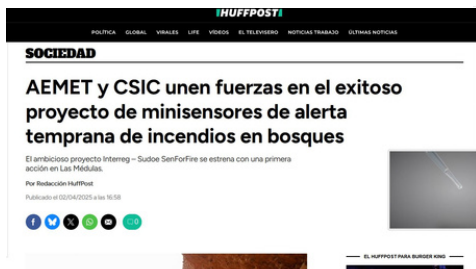 HUFFPOST
POLÍTICA GLOBAL VIRALES LIFE VÍDEOS EL TELEVISERO NOTICIAS TRABAJO ÚLTIMAS NOTICIAS
SOCIEDAD
AEMET y CSIC unen fuerzas en el exitoso
proyecto de minisensores de alerta
temprana de incendios en bosques
El ambicioso proyecto Interreg – Sudoe SenForFire se estrena con una primera
acción en Las Médulas.
Por Redacción HuffPost
Publicado el 02/04/2025 a las 16:58
0
EL HUFFPOST PARA BURGER KING